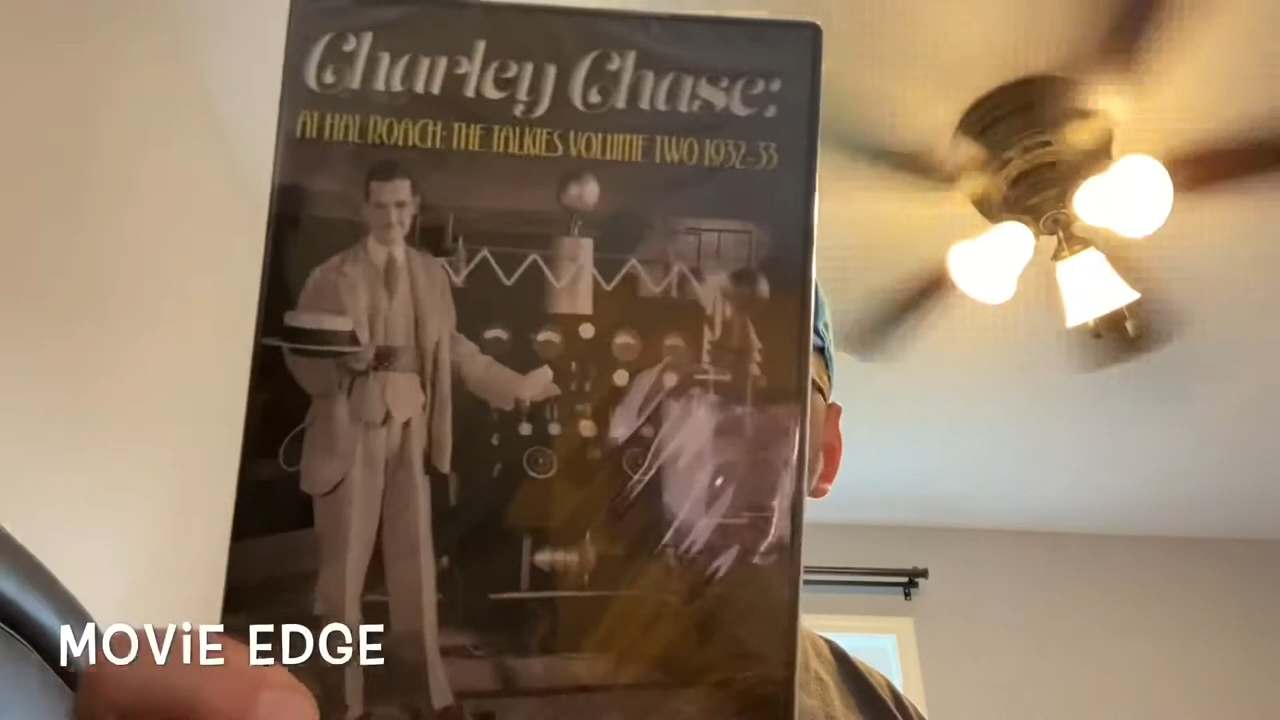 Charley Chase:
AT HAL ROACH: THE TALKIES VOLUME TWO 1932-33
MOViE EDGE